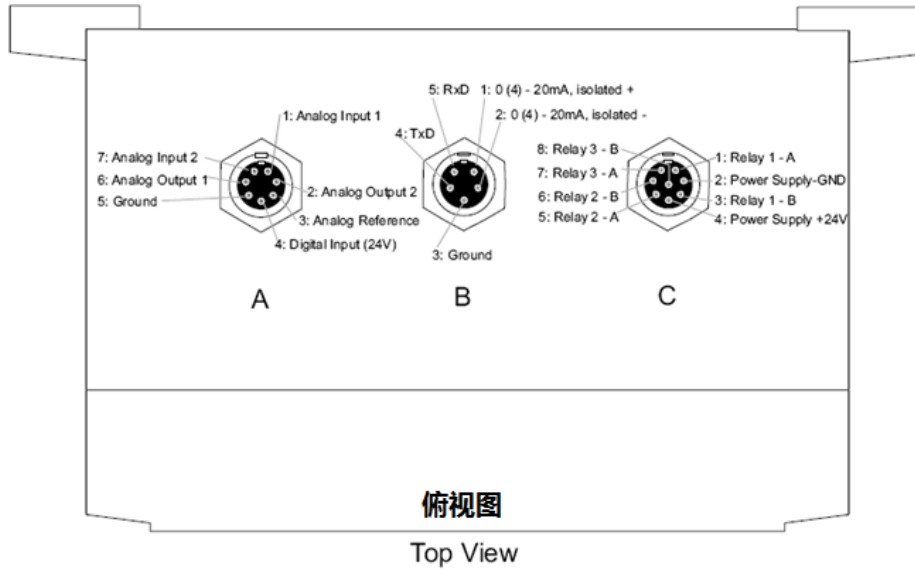 1: Analog Input 1
7: Analog Input 2
6: Analog Output 1
5: Ground
2: Analog Output 2
3: Analog Reference
4: Digital Input (24V)
A
5: RxD
1: 0 (4) - 20mA, isolated +
2: 0 (4) - 20mA, isolated -
4: TxD
3: Ground
B
8: Relay 3 - B
7: Relay 3 - A
6: Relay 2 - B
5: Relay 2 - A
1: Relay 1 - A
2: Power Supply-GND
3: Relay 1 - B
4: Power Supply +24V
C
俯视图
Top View